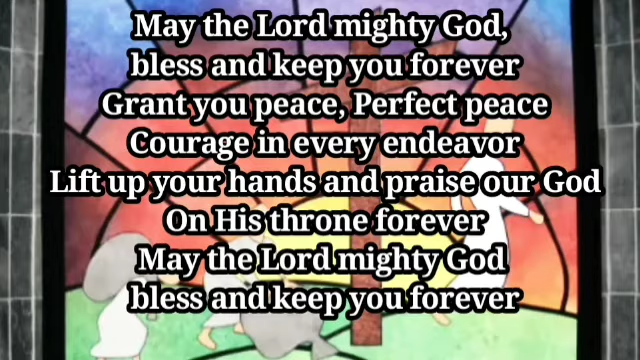 May the Lord mighty God,
bless and keep you forever
Grant you peace, Perfect peace
Courage in every endeavor
Lift up your hands and praise our God
On His throne forever
May the Lord mighty God
bless and keep you forever